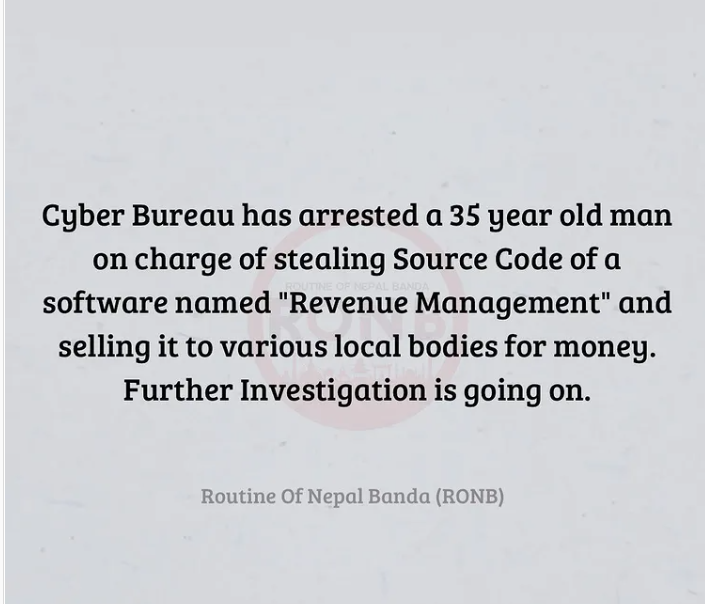 Cyber Bureau has arrested a 35 year old man
on charge of stealing Source Code of a
software named "Revenue Management" and
selling it to various local bodies for money.
Further Investigation is going on.
ROUTINE OF NEPAL BANDA
RONB
Routine Of Nepal Banda (RONB)